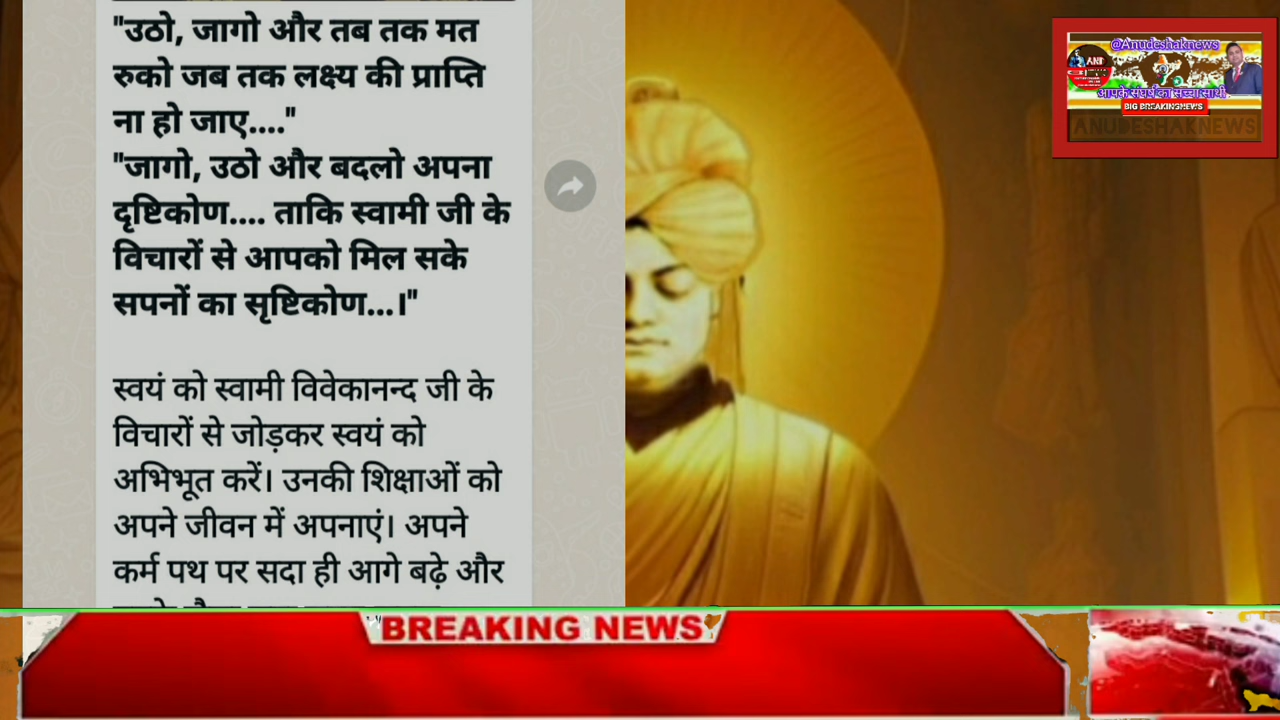 "उठो, जागो और तब तक मत
रुको जब तक लक्ष्य की प्राप्ति
ना हो जाए...."
"जागो, उठो और बदलो अपना
दृष्टिकोण.... ताकि स्वामी जी के
विचारों से आपको मिल सके
सपनों का सृष्टिकोण...।"
स्वयं को स्वामी विवेकानन्द जी के
विचारों से जोड़कर स्वयं को
अभिभूत करें। उनकी शिक्षाओं को
अपने जीवन में अपनाएं। अपने
कर्म पथ पर सदा ही आगे बढ़े और
@Anudeshaknews
BIG BREAKINGNEWS
ANUDESHAKNEWS
"BREAKING NEWS"